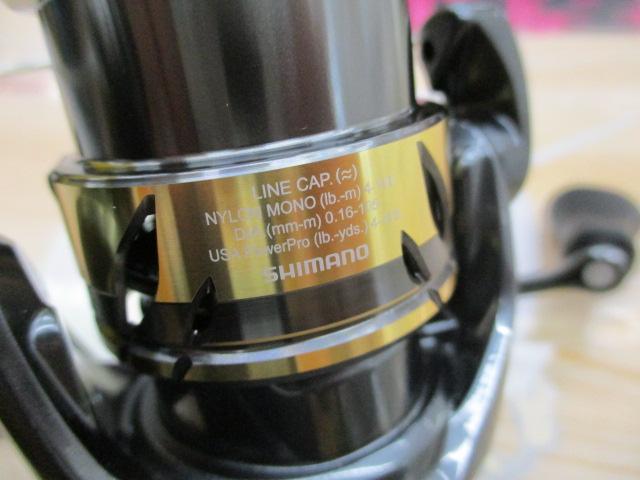 LINE CAP.(≈)
NYLON MONO (lb.-m)
DIA (mm-m) 0.16-
USA PowerPro (lb.-yds.)
SHIMANO